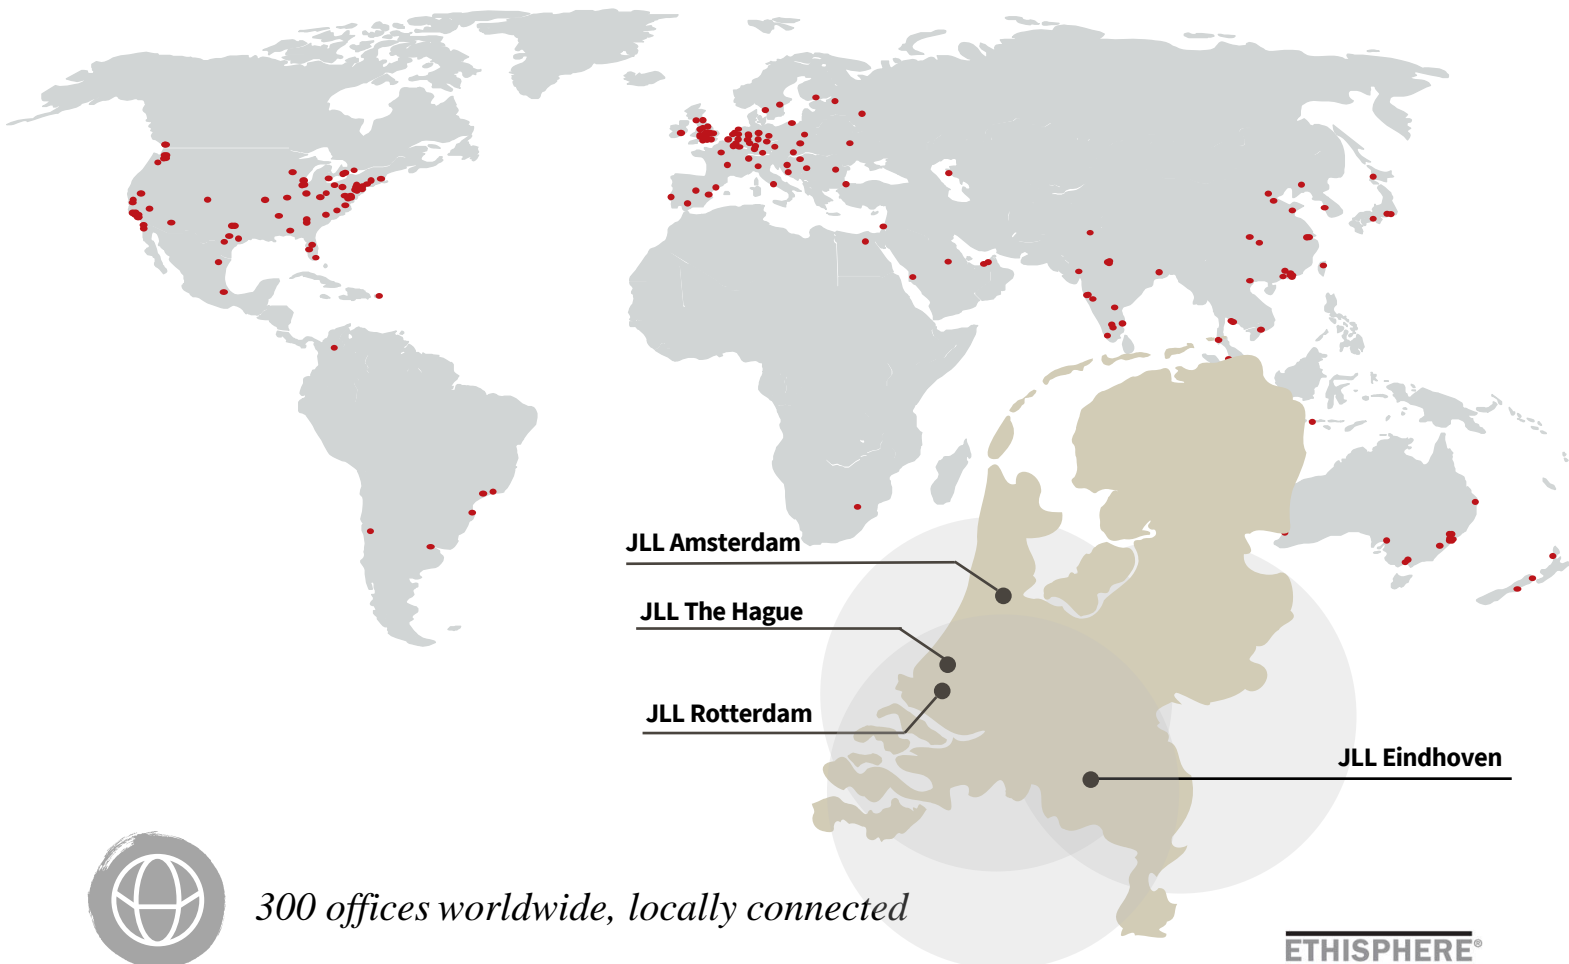 JLL Amsterdam
JLL The Hague
JLL Rotterdam
JLL Eindhoven
300 offices worldwide, locally connected
ETHISPHERE®